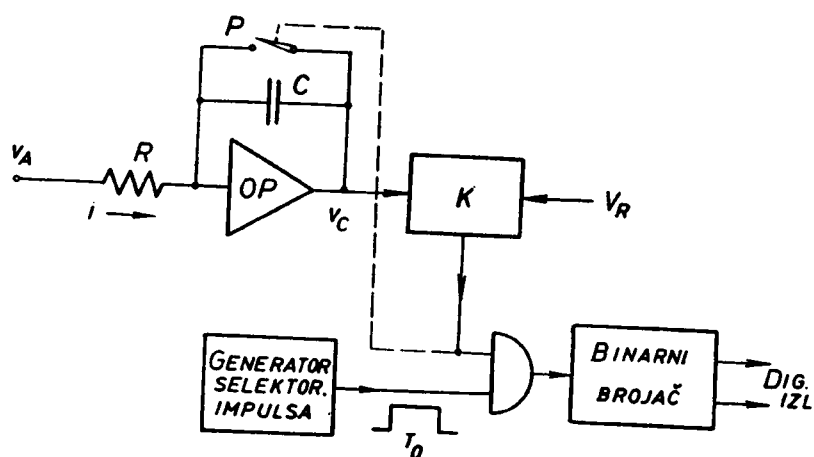 P
C
v_A
R
i
OP
v_C
K
V_R
GENERATOR
SELEKTOR.
IMPULSA
T_0
BINARNI
BROJAČ
DIG.
IZL